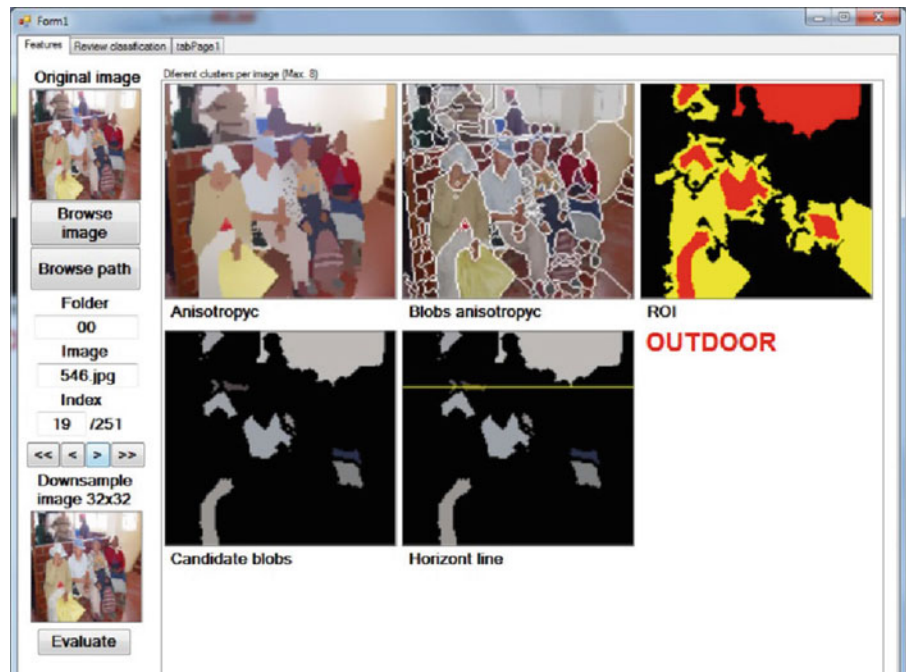 Form1
Features Review classification tabPage1
Original image
Diferent clusters per image (Max. 8)
Browse
image
Browse path
Folder
00
Image
546.jpg
Index
19 /251
<< < > >>
Downsample
image 32x32
Evaluate
Anisotropyc
Blobs anisotropyc
ROI
OUTDOOR
Candidate blobs
Horizont line